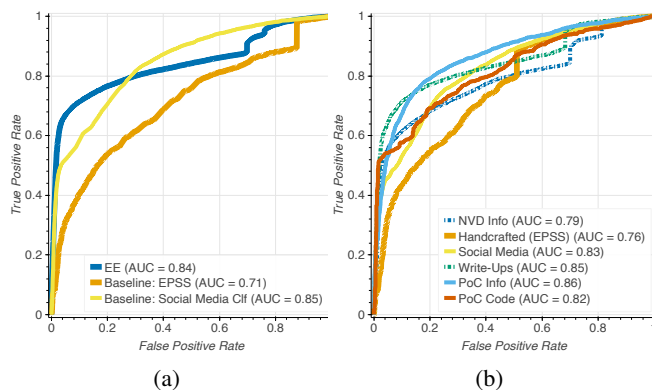 1
0.8
0.6
0.4
0.2
0
True Positive Rate
0
0.2
0.4
0.6
0.8
False Positive Rate
EE (AUC = 0.84)
Baseline: EPSS (AUC = 0.71)
Baseline: Social Media Clf (AUC = 0.85)
(a)
1
0.8
0.6
0.4
0.2
0
True Positive Rate
0
0.2
0.4
0.6
0.8
False Positive Rate
NVD Info (AUC = 0.79)
Handcrafted (EPSS) (AUC = 0.76)
Social Media (AUC = 0.83)
Write-Ups (AUC = 0.85)
PoC Info (AUC = 0.86)
PoC Code (AUC = 0.82)
(b)